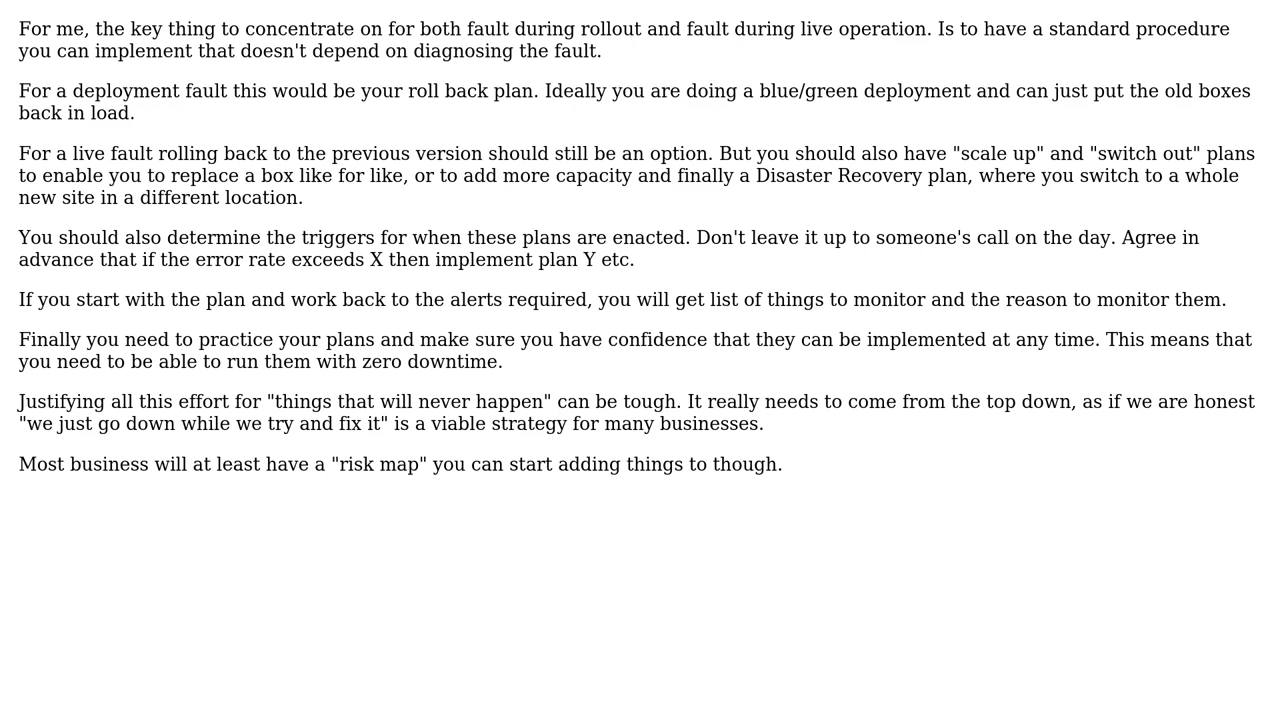 For me, the key thing to concentrate on for both fault during rollout and fault during live operation. Is to have a standard procedure
you can implement that doesn't depend on diagnosing the fault.
For a deployment fault this would be your roll back plan. Ideally you are doing a blue/green deployment and can just put the old boxes
back in load.
For a live fault rolling back to the previous version should still be an option. But you should also have "scale up" and "switch out" plans
to enable you to replace a box like for like, or to add more capacity and finally a Disaster Recovery plan, where you switch to a whole
new site in a different location.
You should also determine the triggers for when these plans are enacted. Don't leave it up to someone's call on the day. Agree in
advance that if the error rate exceeds X then implement plan Y etc.
If you start with the plan and work back to the alerts required, you will get list of things to monitor and the reason to monitor them.
Finally you need to practice your plans and make sure you have confidence that they can be implemented at any time. This means that
you need to be able to run them with zero downtime.
Justifying all this effort for "things that will never happen" can be tough. It really needs to come from the top down, as if we are honest
"we just go down while we try and fix it" is a viable strategy for many businesses.
Most business will at least have a "risk map" you can start adding things to though.